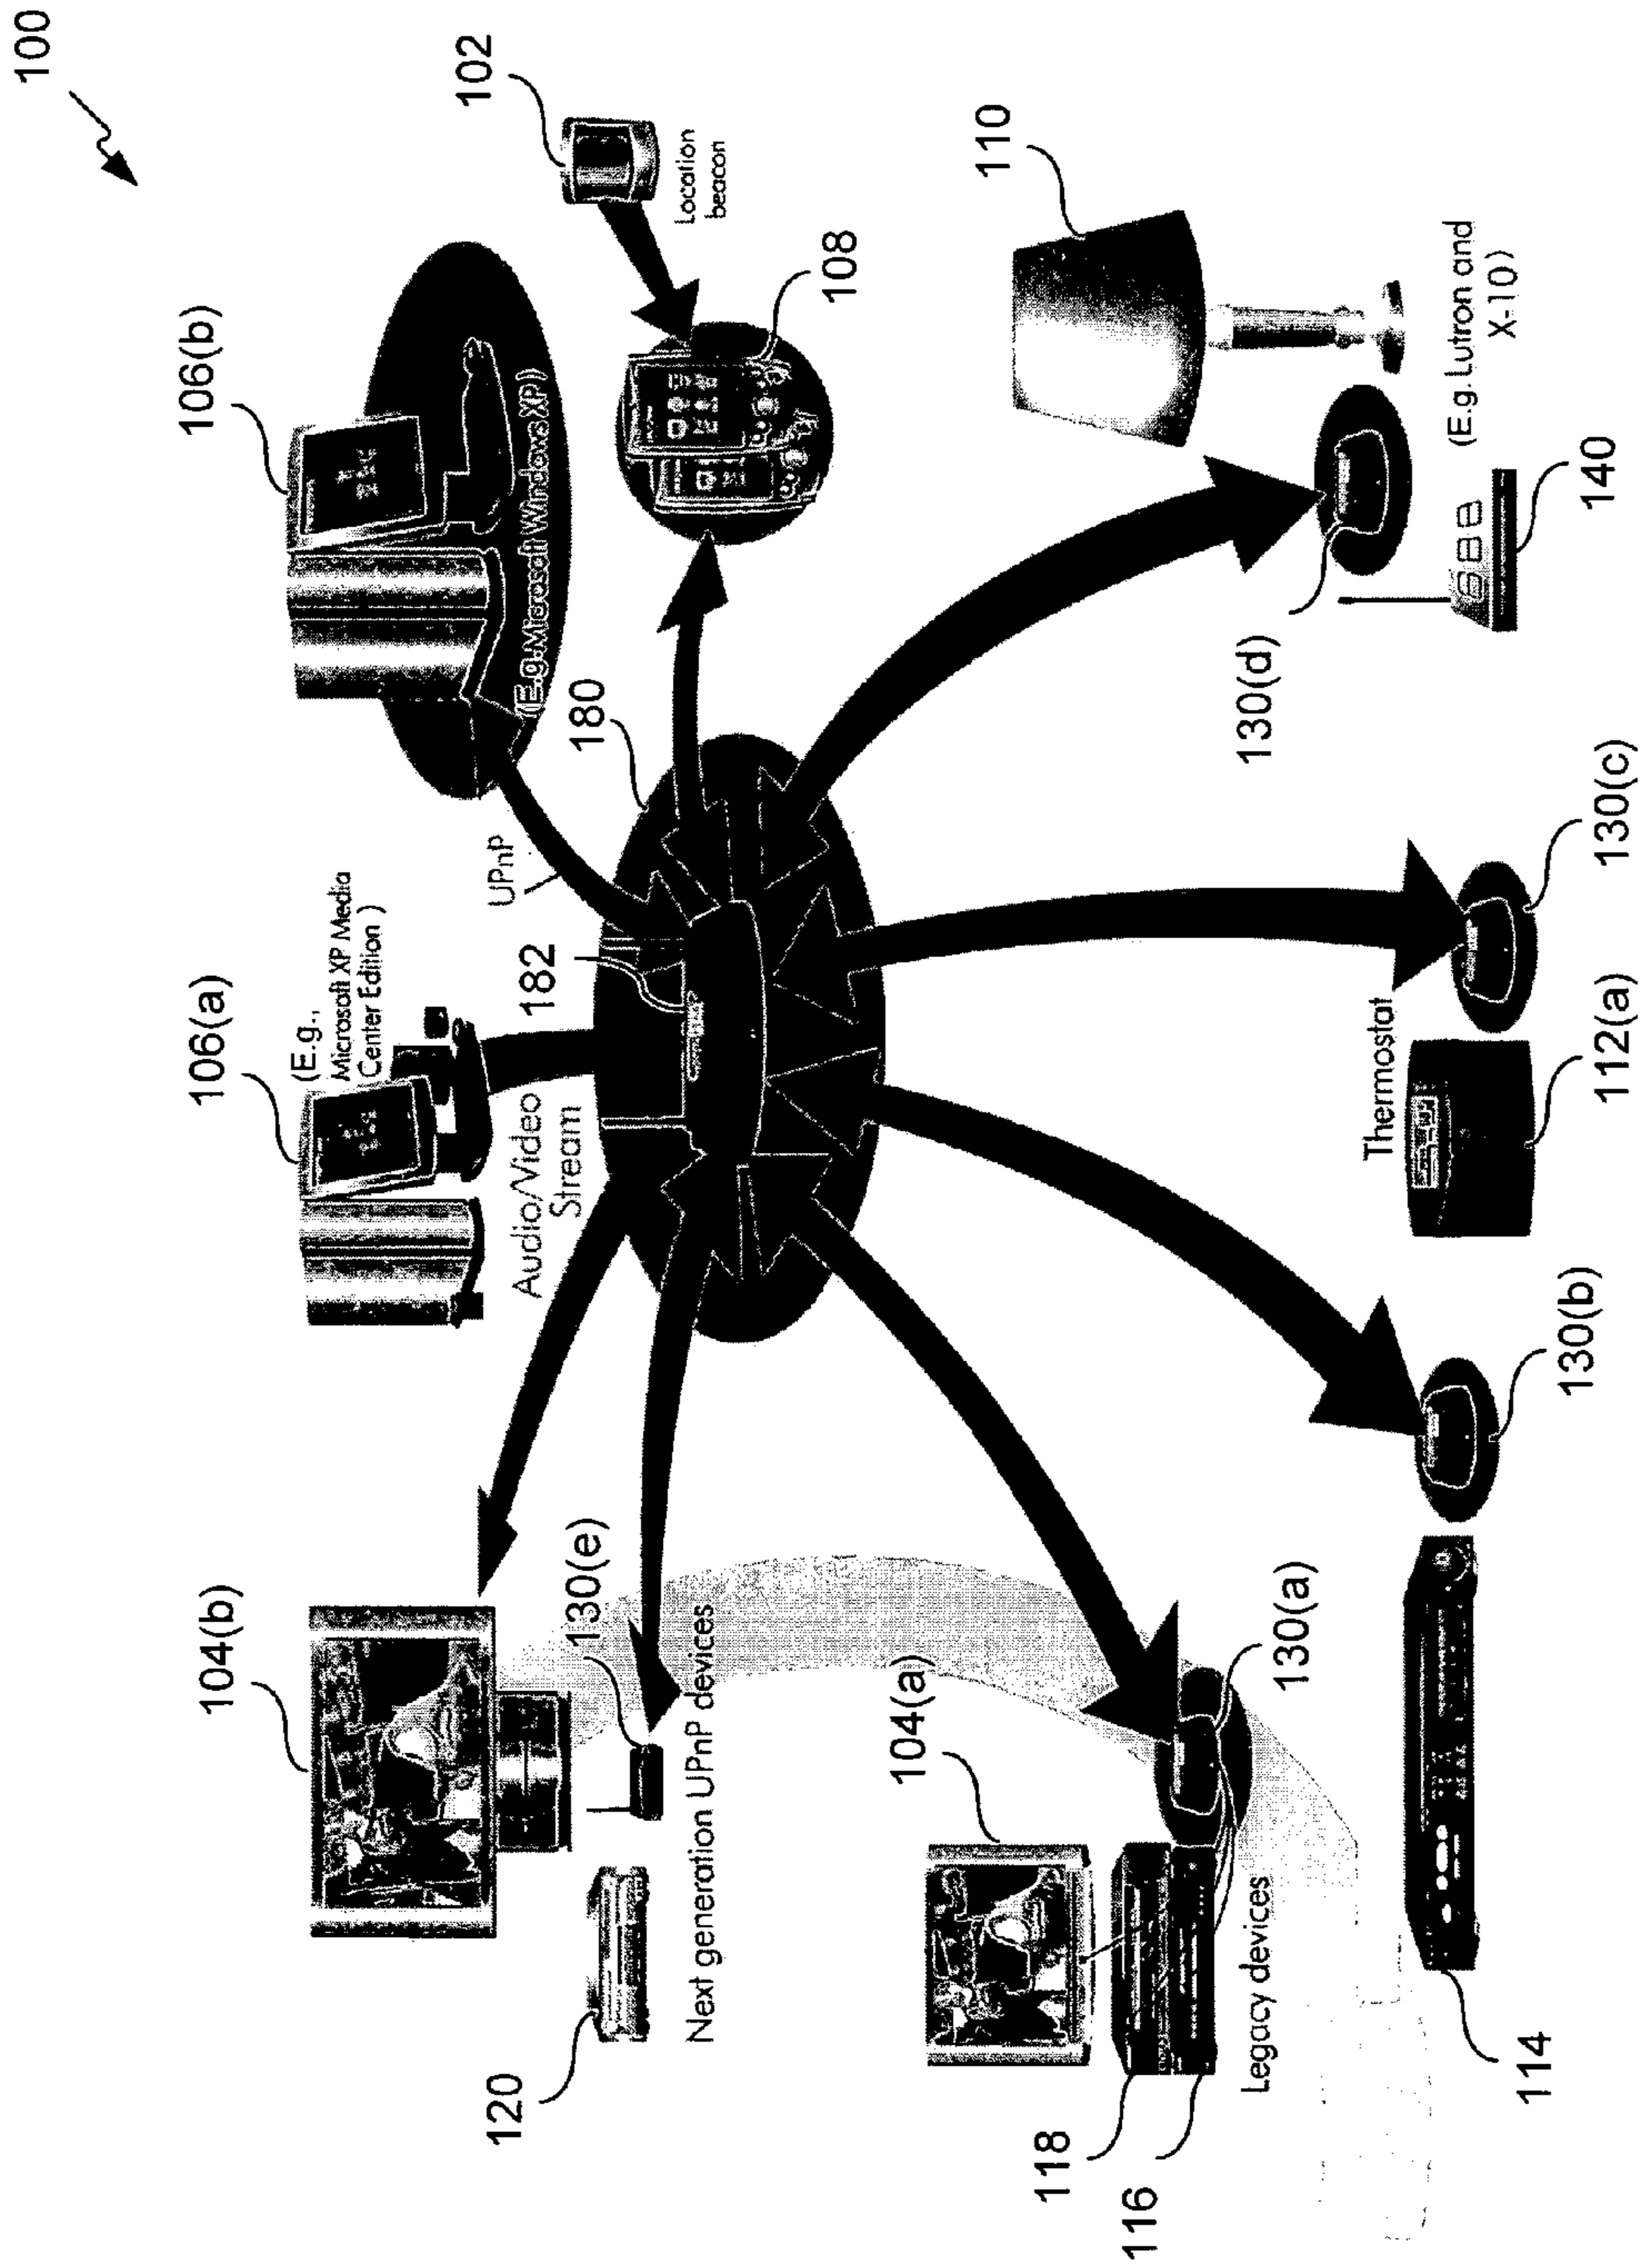 100
104(b)
106(a)
106(b)
(E.g.,
Microsoft XP Media
Center Edition )
102
120
Audio/Video
Stream
UPnP
(E.g.Microsoft Windows XP)
182
130(e)
180
Location
beacon
Next generation UPnP devices
108
104(a)
110
118
116
Legacy devices
130(a)
130(d)
Thermostat
(E.g. Lutron and
X-10)
114
130(b)
112(a)
130(c)
140